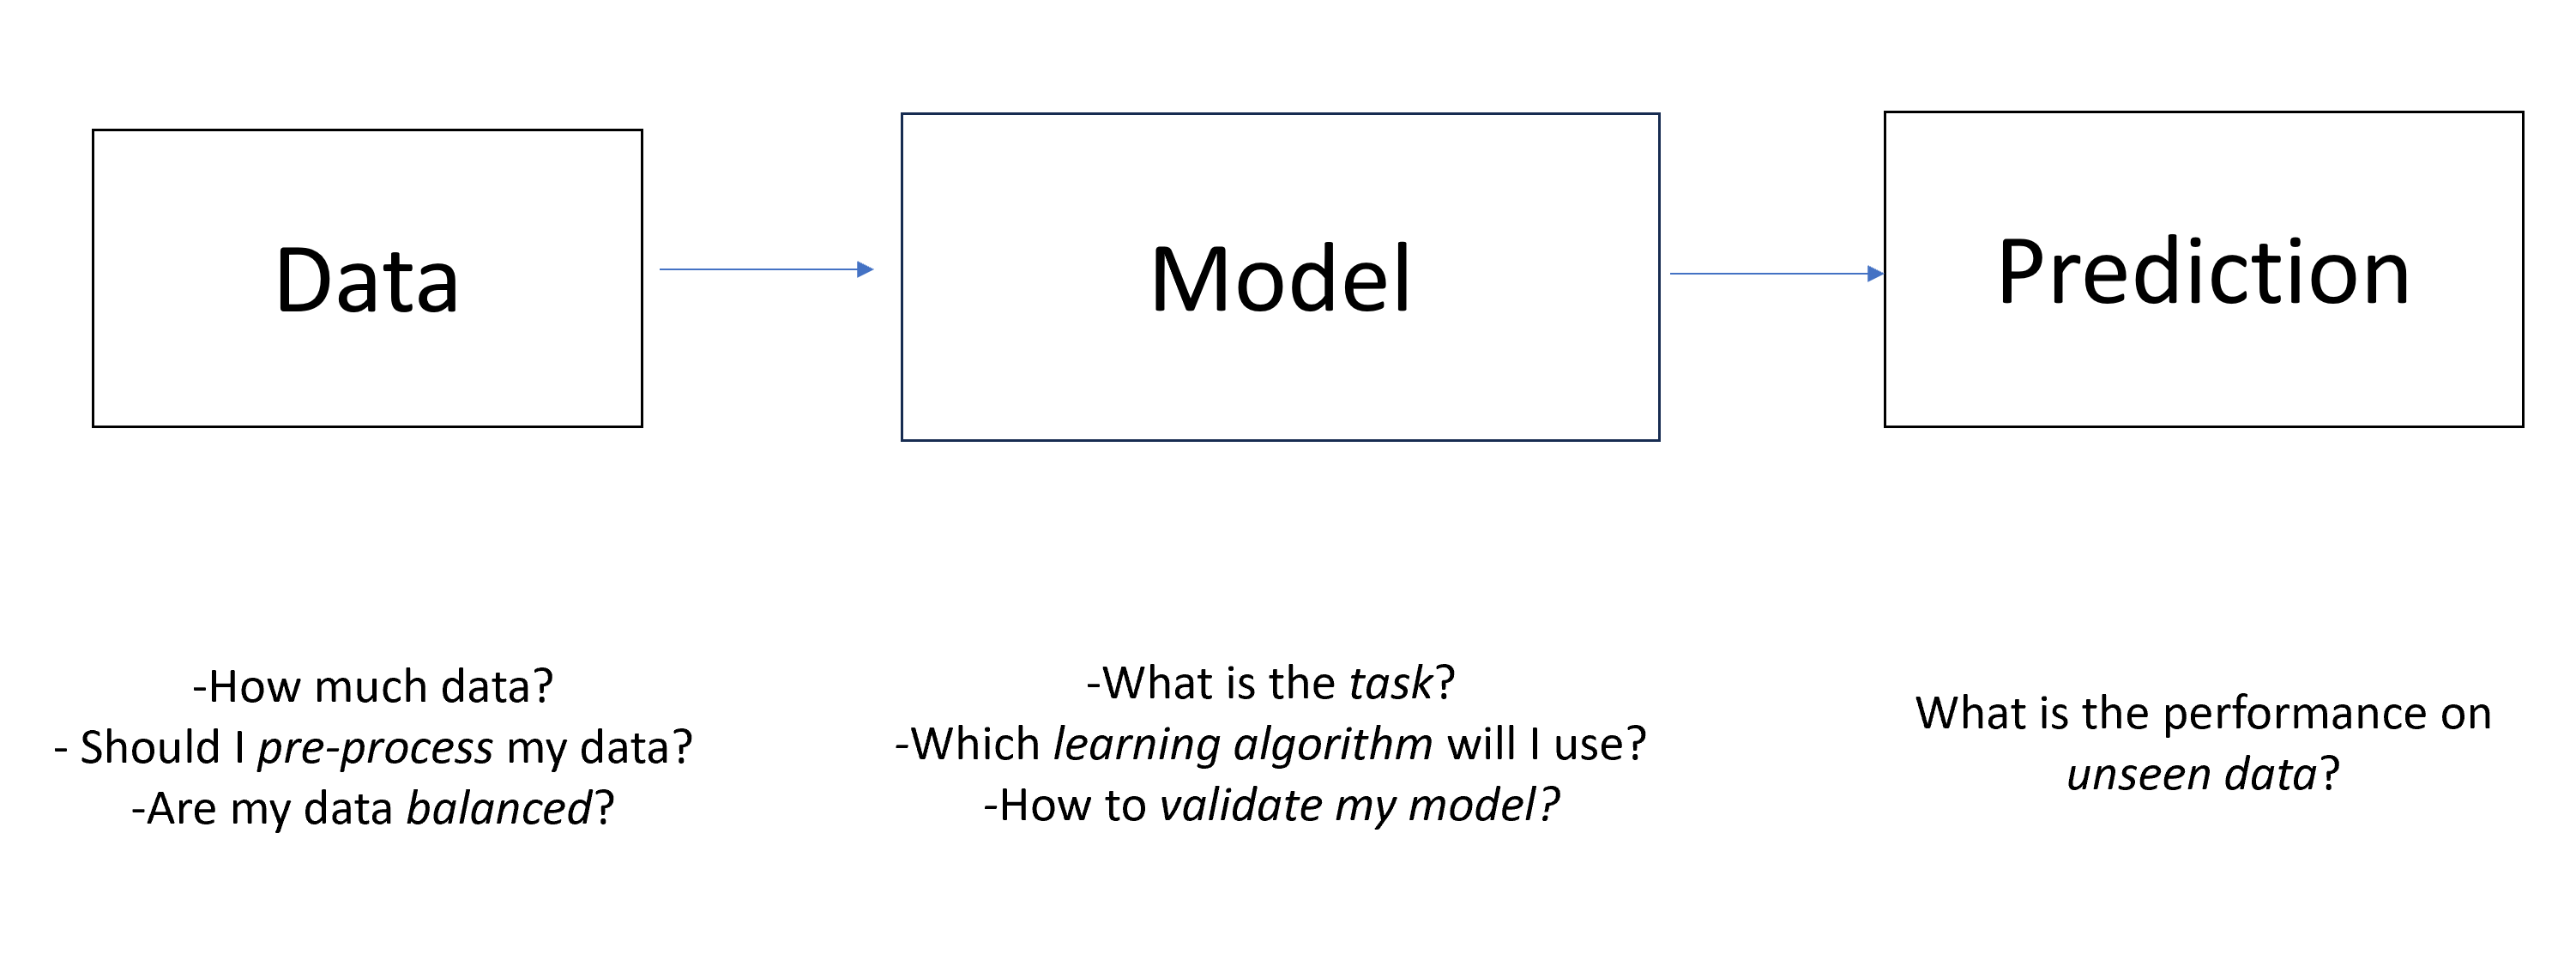 Data
Model
Prediction
-How much data?
- Should I pre-process my data?
-Are my data balanced?
-What is the task?
-Which learning algorithm will I use?
-How to validate my model?
What is the performance on
unseen data?